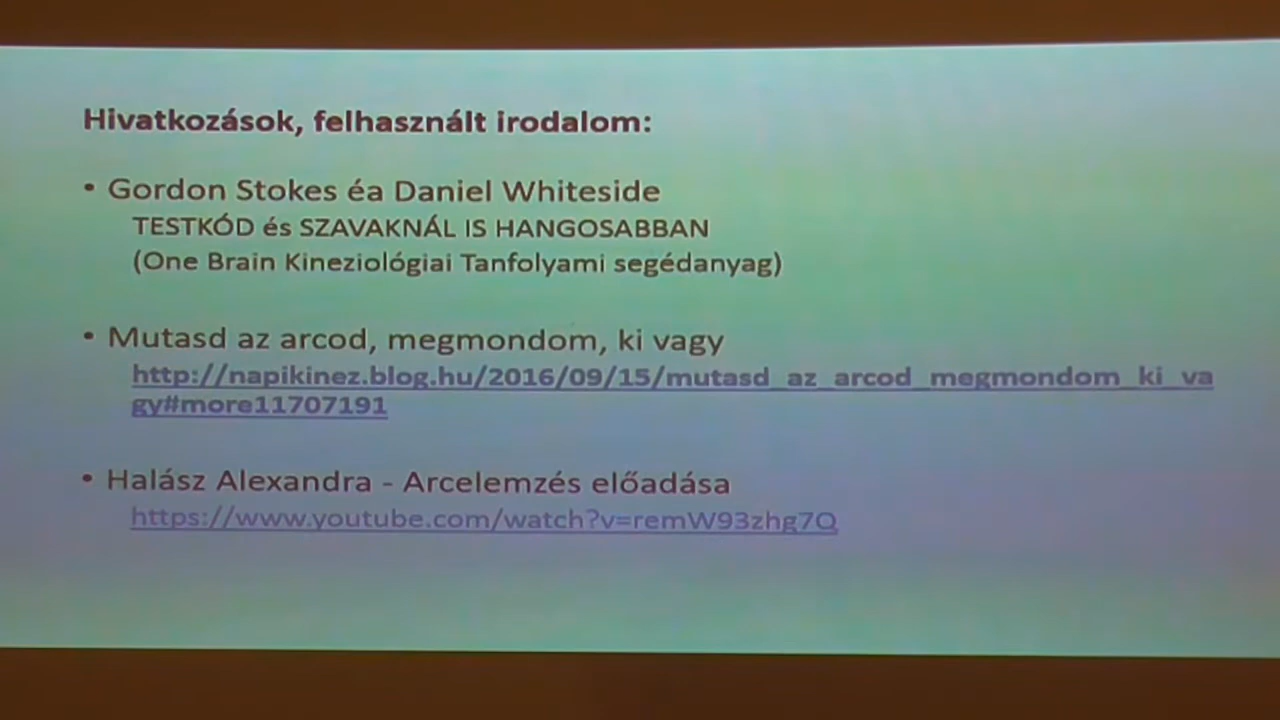 Hivatkozások, felhasznált irodalom:
• Gordon Stokes éa Daniel Whiteside
TESTKÓD és SZAVAKNÁL IS HANGOSABBAN
(One Brain Kineziológiai Tanfolyami segédanyag)
• Mutasd az arcod, megmondom, ki vagy
http://napikinez.blog.hu/2016/09/15/mutasd_az_arcod_megmondom_ki_va
gy#more11707191
• Halász Alexandra - Arcelemzés előadása
https://www.youtube.com/watch?v=remW93zhg7Q